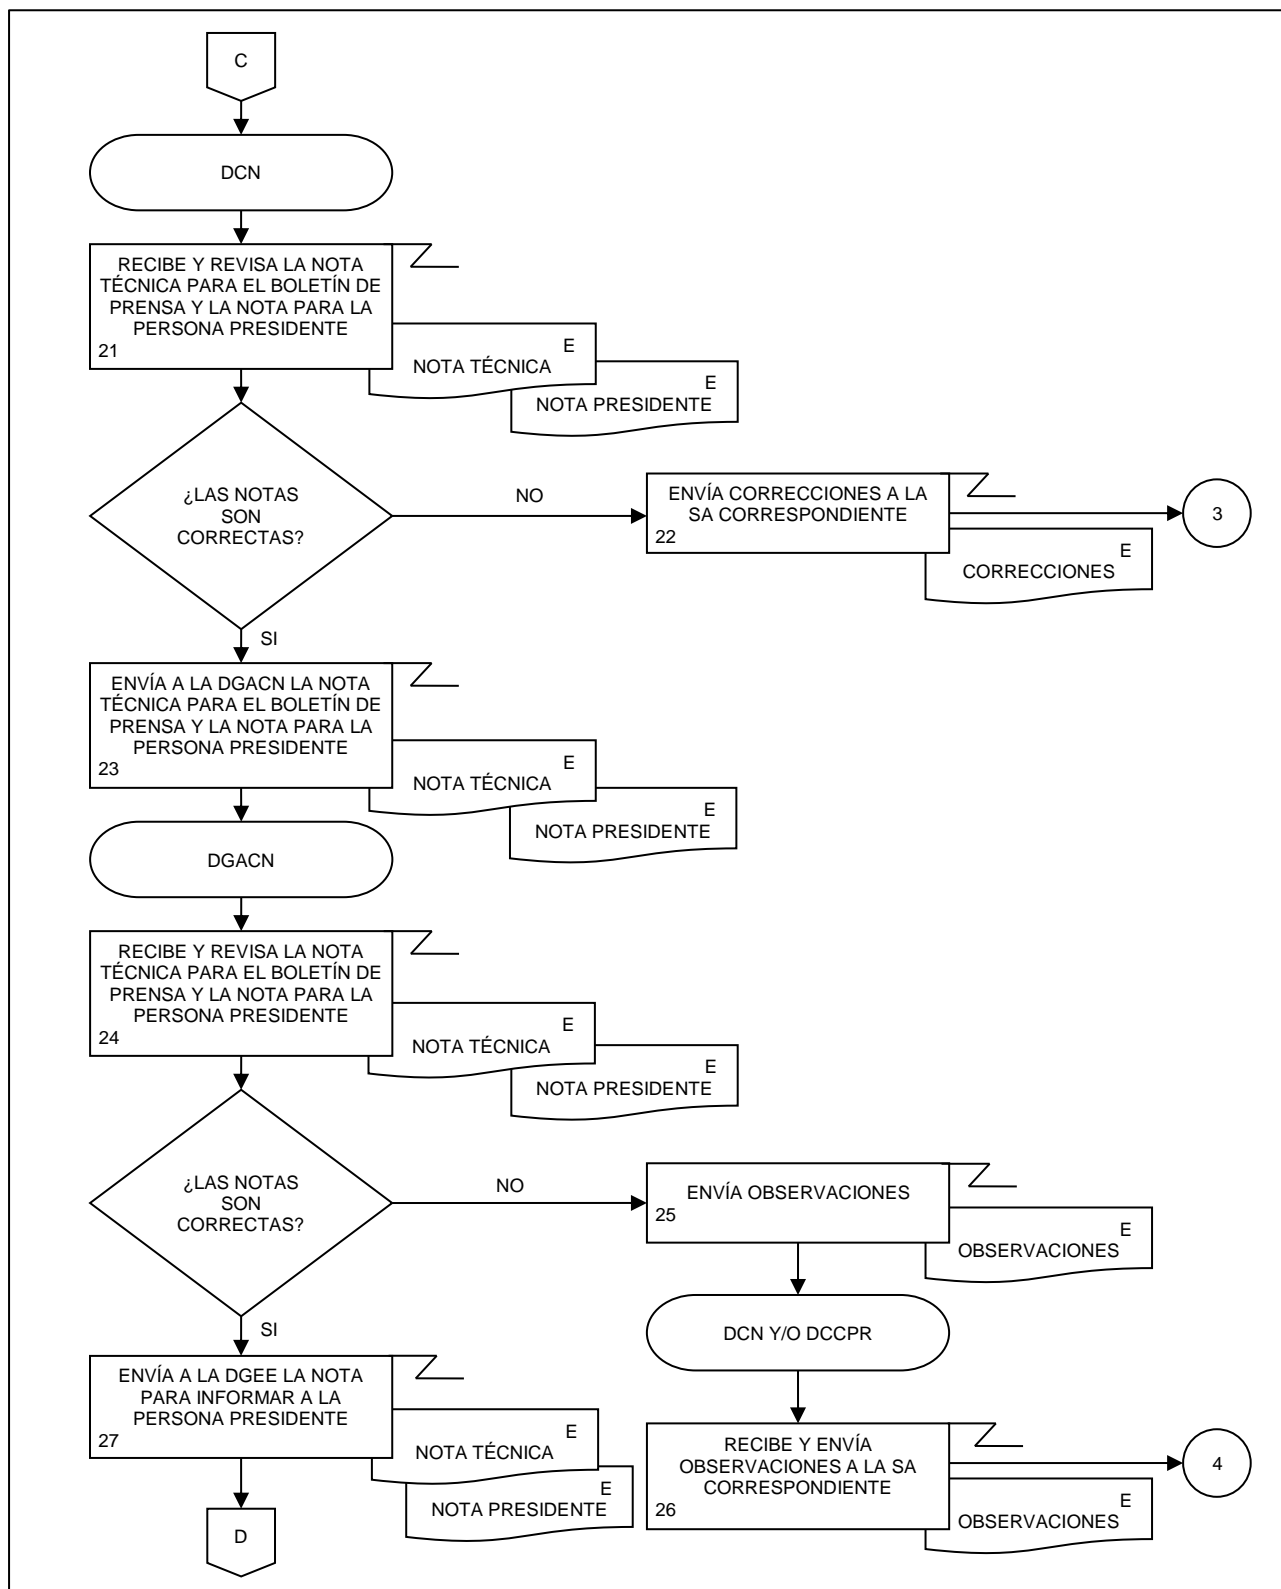 C
DCN
RECIBE Y REVISA LA NOTA
TÉCNICA PARA EL BOLETÍN DE
PRENSA Y LA NOTA PARA LA
PERSONA PRESIDENTE
21
E
NOTA TÉCNICA
E
NOTA PRESIDENTE
¿LAS NOTAS
SON
CORRECTAS?
NO
ENVÍA CORRECCIONES A LA
SA CORRESPONDIENTE
22
3
E
CORRECCIONES
SI
ENVÍA A LA DGACN LA NOTA
TÉCNICA PARA EL BOLETÍN DE
PRENSA Y LA NOTA PARA LA
PERSONA PRESIDENTE
23
E
NOTA TÉCNICA
E
NOTA PRESIDENTE
DGACN
RECIBE Y REVISA LA NOTA
TÉCNICA PARA EL BOLETÍN DE
PRENSA Y LA NOTA PARA LA
PERSONA PRESIDENTE
24
E
NOTA TÉCNICA
E
NOTA PRESIDENTE
¿LAS NOTAS
SON
CORRECTAS?
NO
ENVÍA OBSERVACIONES
25
E
OBSERVACIONES
DCN Y/O DCCPR
RECIBE Y ENVÍA
OBSERVACIONES A LA SA
CORRESPONDIENTE
26
4
E
OBSERVACIONES
SI
ENVÍA A LA DGEE LA NOTA
PARA INFORMAR A LA
PERSONA PRESIDENTE
27
E
NOTA TÉCNICA
E
NOTA PRESIDENTE
D